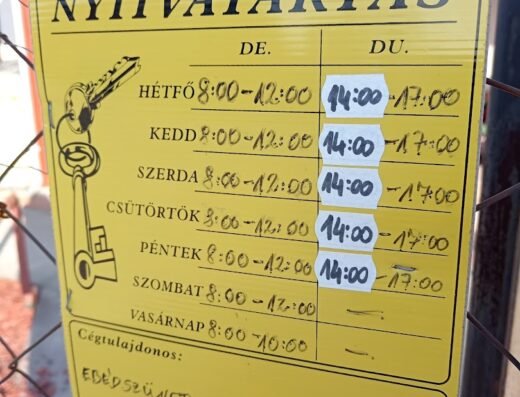 NYITVATARTÁS
DE. DU.
HÉTFŐ 8:00-12:00 14:00-17:00
KEDD 8:00-12:00 14:00-17:00
SZERDA 8:00-12:00 14:00-17:00
CSÜTÖRTÖK 8:00-12:00 14:00-17:00
PÉNTEK 8:00-12:00 14:00-17:00
SZOMBAT 8:00-12:00 -
VASÁRNAP 8:00-10:00 -
Cégtulajdonos:
EBÉDSZÜNET